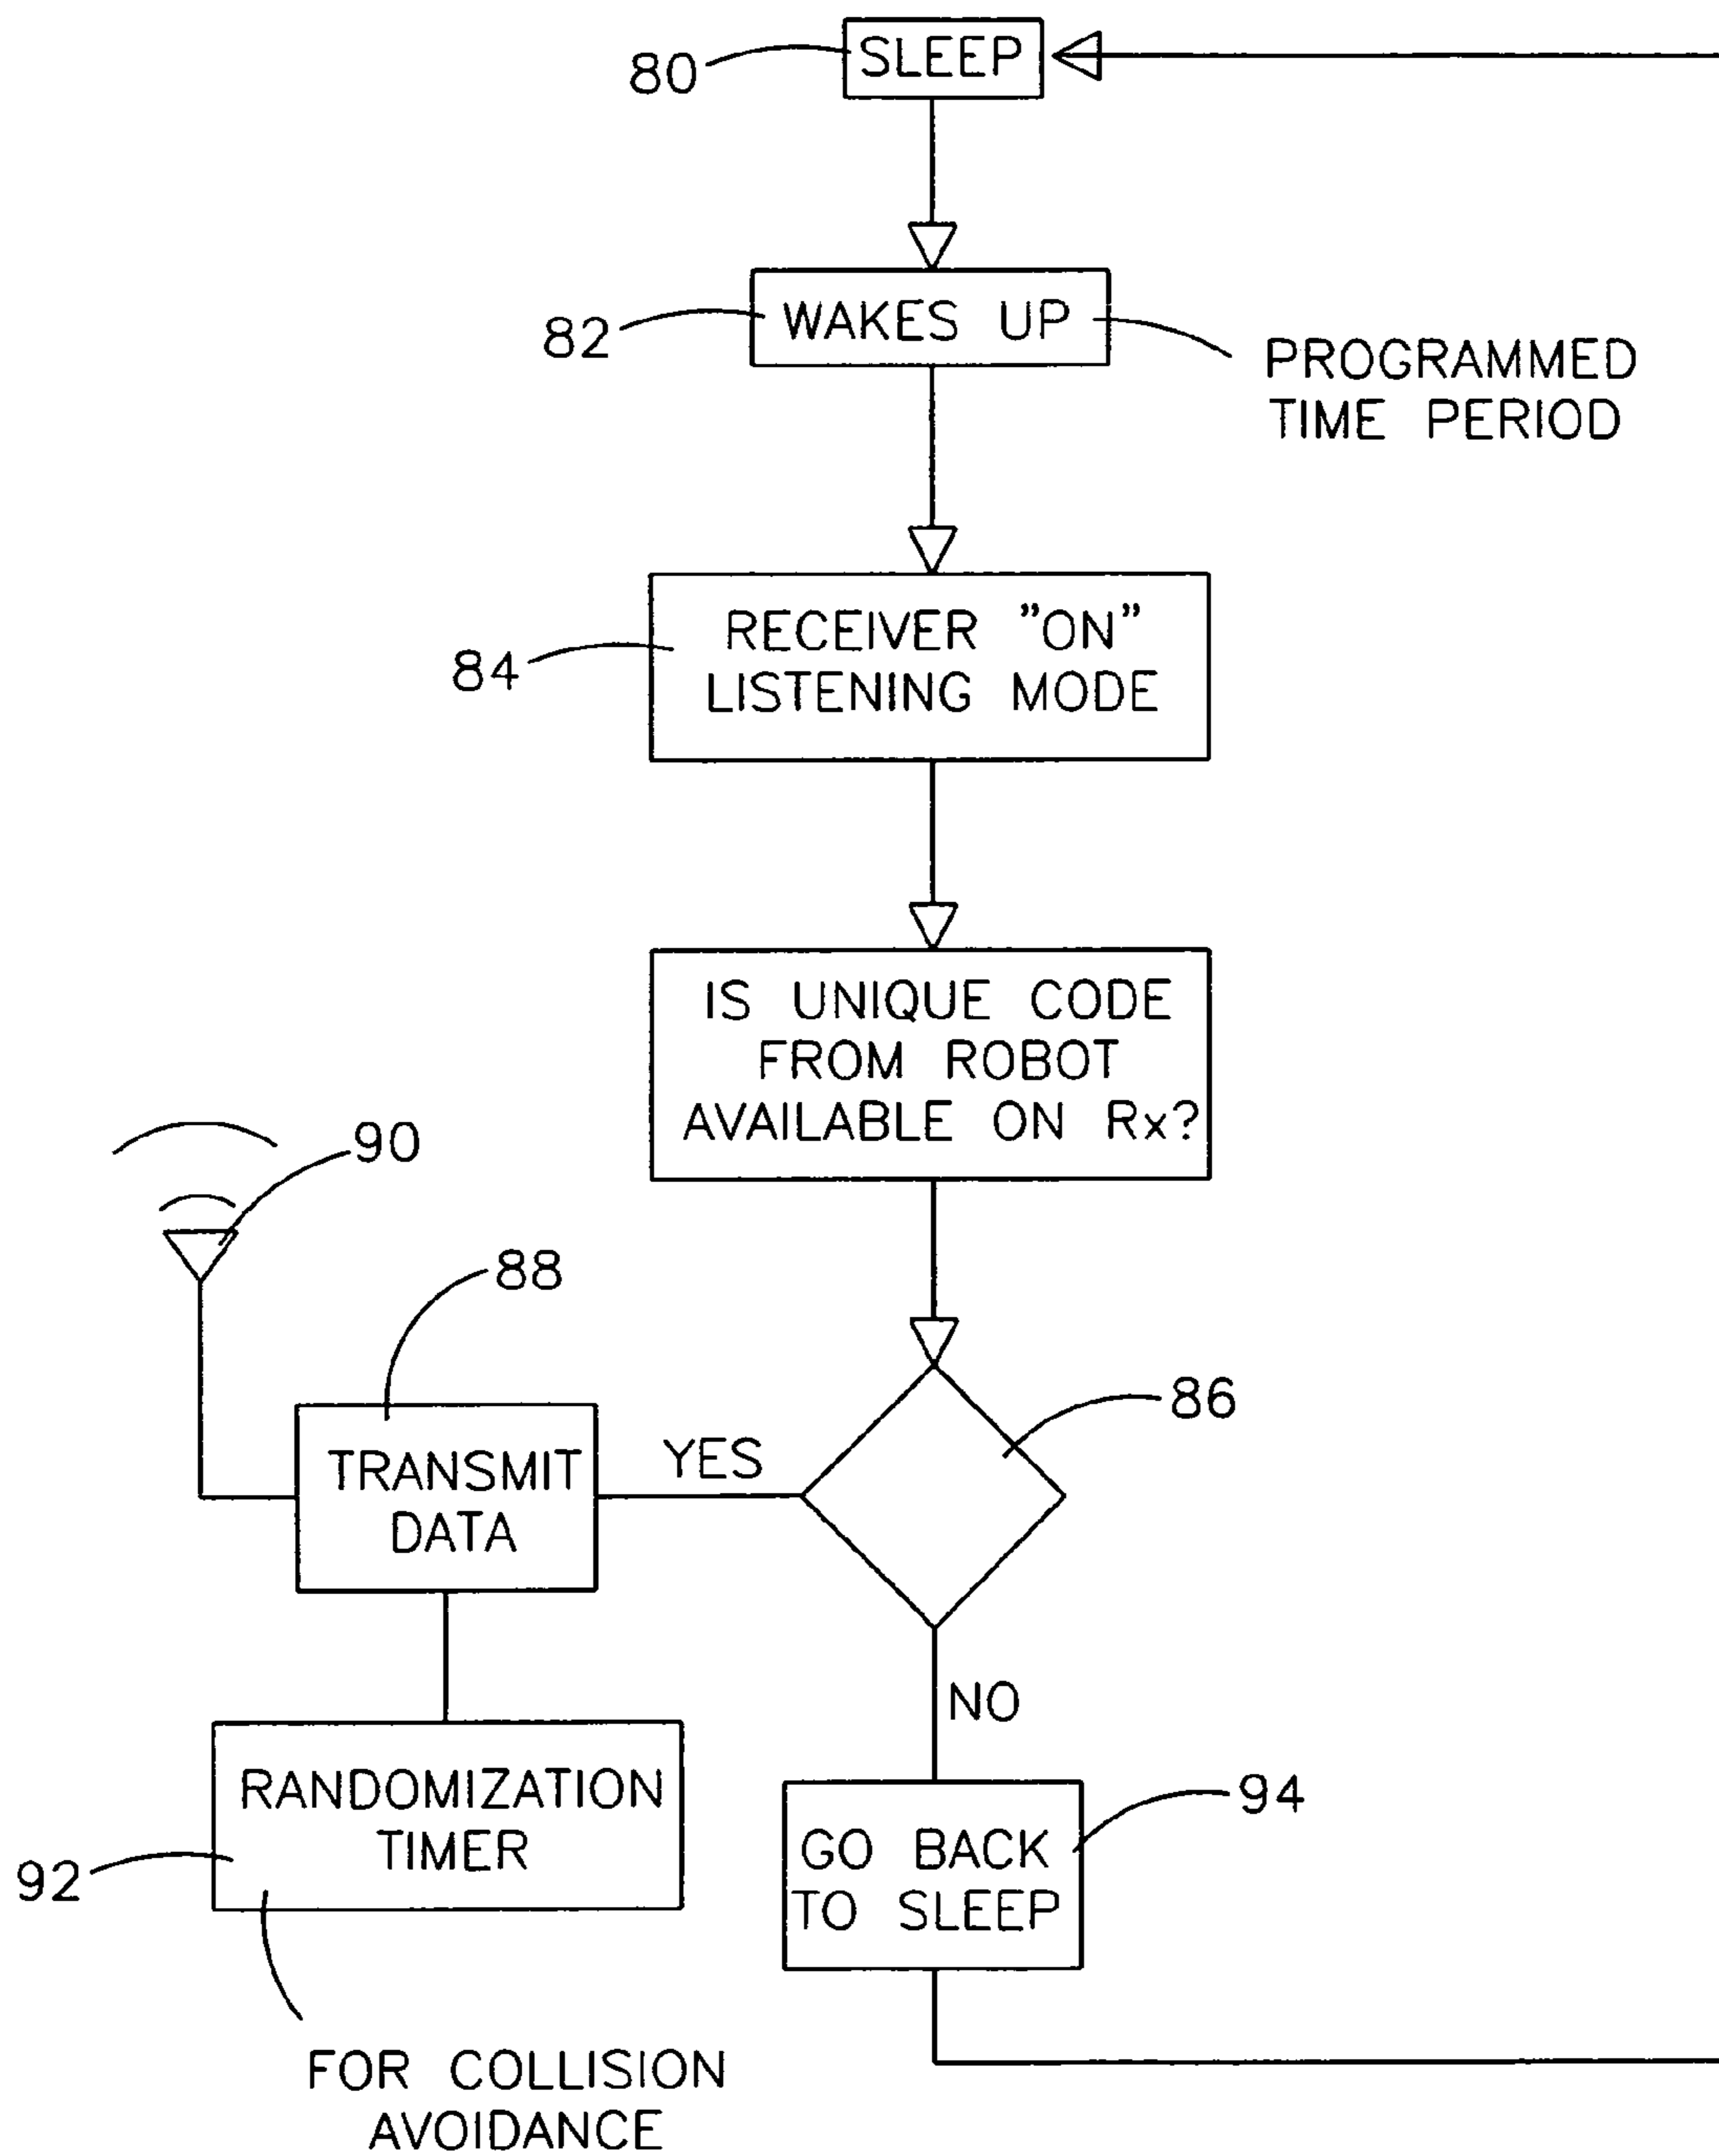 80
SLEEP
82
WAKES UP
PROGRAMMED
TIME PERIOD
84
RECEIVER "ON"
LISTENING MODE
IS UNIQUE CODE
FROM ROBOT
AVAILABLE ON Rx?
90
88
86
TRANSMIT
DATA
YES
NO
RANDOMIZATION
TIMER
92
94
GO BACK
TO SLEEP
FOR COLLISION
AVOIDANCE